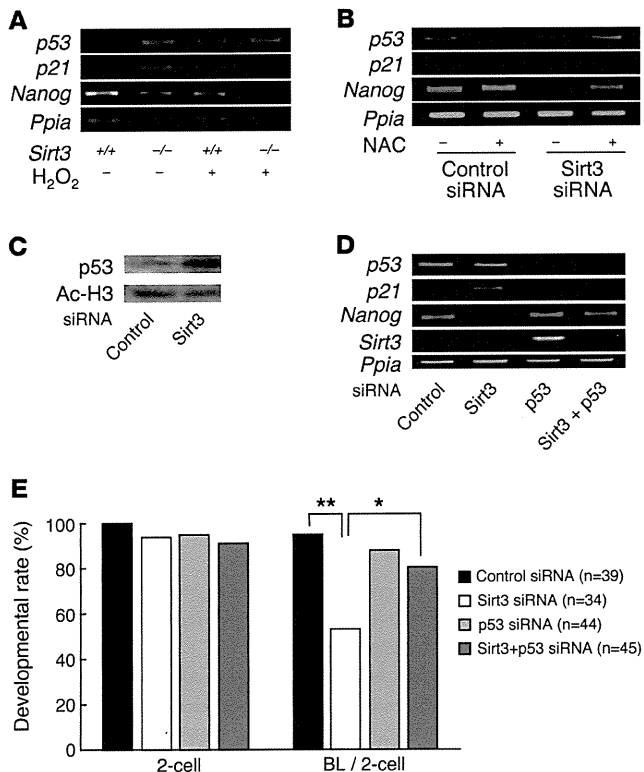 A
p53
p21
Nanog
Ppia
Sirt3 +/+ −/− +/+ −/−
H2O2 − − + +
B
p53
p21
Nanog
Ppia
NAC − + − +
Control siRNA Sirt3 siRNA
C
p53
Ac-H3
siRNA
Control Sirt3
D
p53
p21
Nanog
Sirt3
Ppia
siRNA
Control Sirt3 p53 Sirt3 + p53
E
Developmental rate (%)
100
80
60
40
20
0
** *
2-cell BL / 2-cell
Control siRNA (n=39)
Sirt3 siRNA (n=34)
p53 siRNA (n=44)
Sirt3+p53 siRNA (n=45)